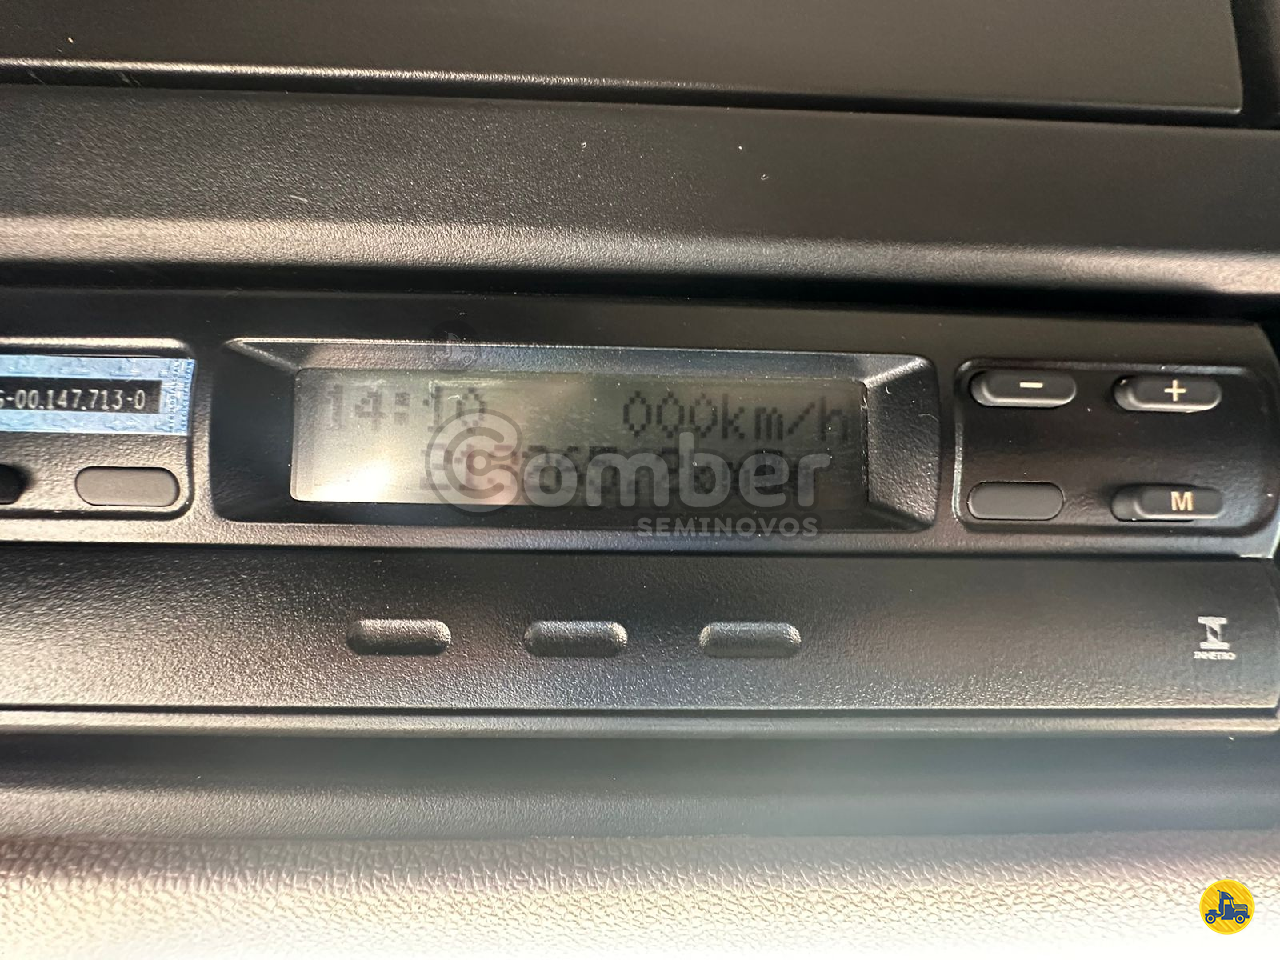 14:10 000km/h
-00.147.713-0
Comber
SEMINOVOS
- +
M
INMETRO